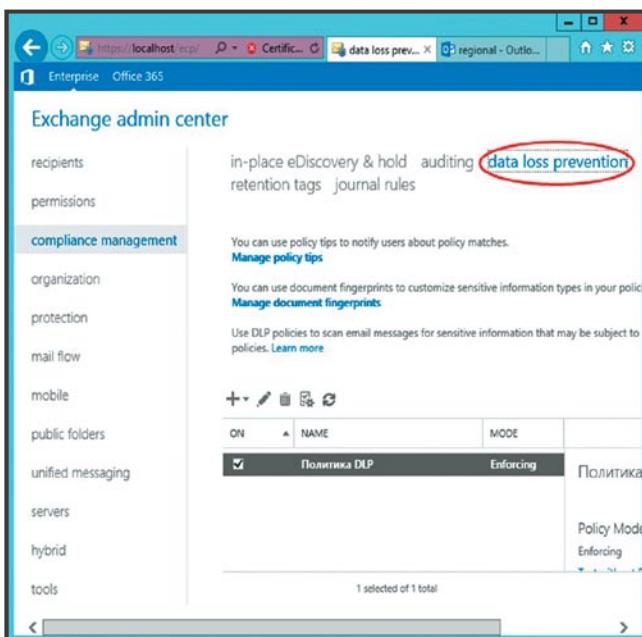 https://localhost/ecp/ Certific... data loss prev... regional - Outlo...
Enterprise Office 365
Exchange admin center
recipients
permissions
compliance management
organization
protection
mail flow
mobile
public folders
unified messaging
servers
hybrid
tools
in-place eDiscovery & hold auditing data loss prevention
retention tags journal rules
You can use policy tips to notify users about policy matches.
Manage policy tips
You can use document fingerprints to customize sensitive information types in your polici
Manage document fingerprints
Use DLP policies to scan email messages for sensitive information that may be subject to
policies. Learn more
ON NAME MODE
Политика DLP Enforcing
Политика
Policy Mode
Enforcing
1 selected of 1 total